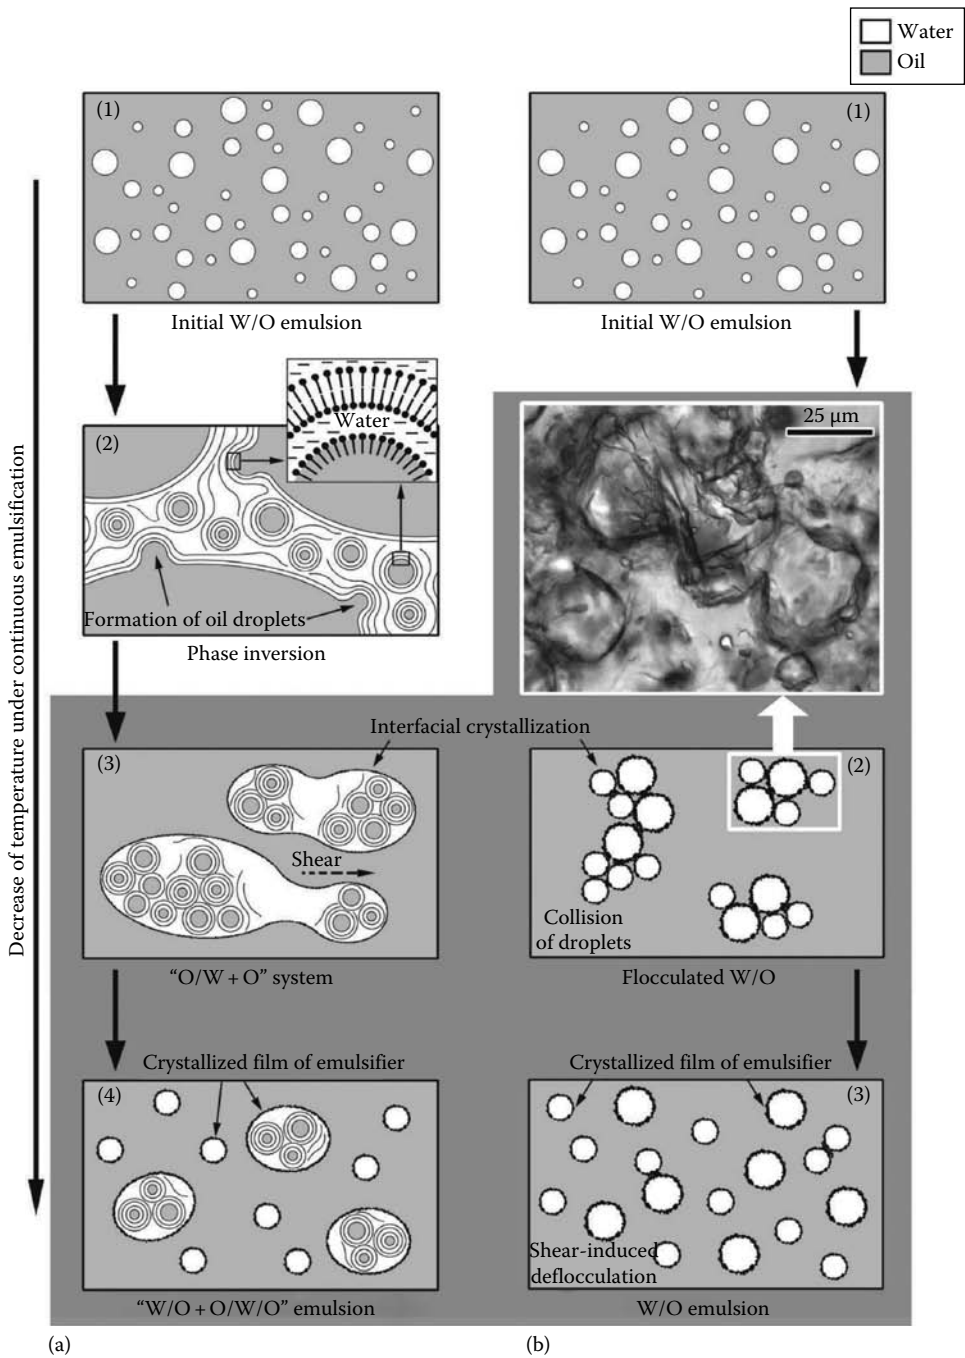 Water
Oil
(1)
Initial W/O emulsion
(1)
Initial W/O emulsion
Decrease of temperature under continuous emulsification
(2)
Water
Formation of oil droplets
Phase inversion
25 μm
Interfacial crystallization
(3)
Shear
"O/W + O" system
(2)
Collision
of droplets
Flocculated W/O
Crystallized film of emulsifier
(4)
"W/O + O/W/O" emulsion
Crystallized film of emulsifier
(3)
Shear-induced
deflocculation
W/O emulsion
(a)
(b)